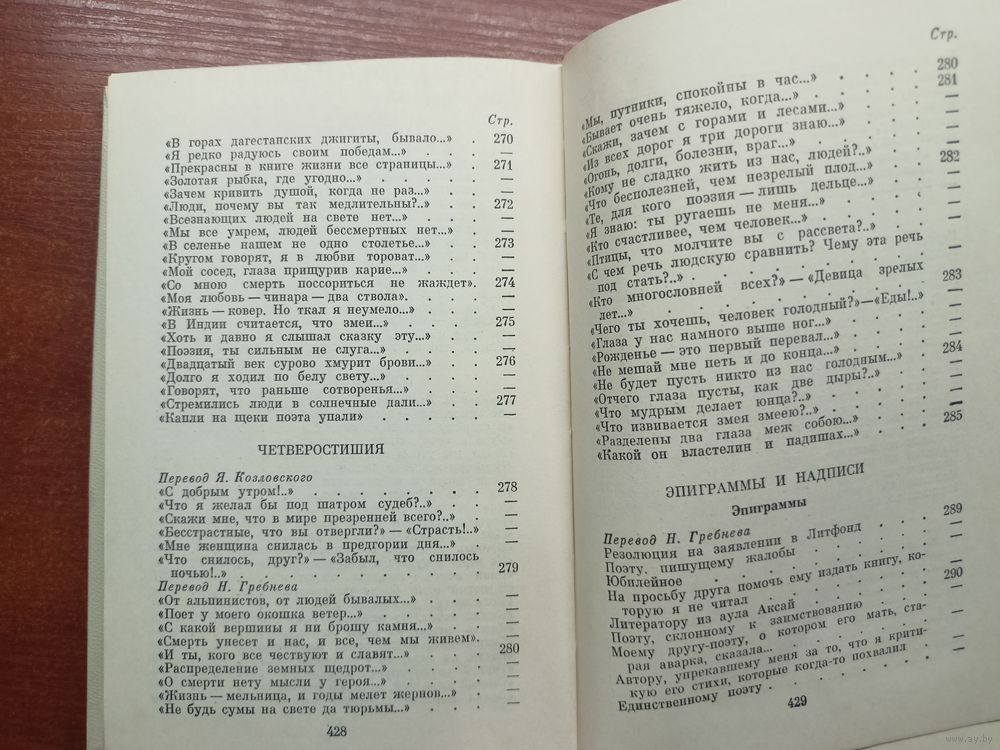 Стр.
«В горах дагестанских джигиты, бывало...» . 270
«Я редко радуюсь своим победам...» . . . —
«Прекрасны в книге жизни все страницы...» . 271
«Золотая рыбка, где угодно...» . . . . —
«Зачем кривить душой, когда не раз...» . . —
«Люди, почему вы так медлительны?..» . . 272
«Всезнающих людей на свете нет...» . . . —
«Мы все умрем, людей бессмертных нет...» . —
«В селенье нашем не одно столетье...» . . 273
«Кругом говорят, я в любви тороват...» . . —
«Мой сосед, глаза прищурив карие...» . . . —
«Со мною смерть поссориться не жаждет». 274
«Моя любовь — чинара — два ствола». . . . —
«Жизнь — ковер. Но ткал я неумело...» . . —
«В Индии считается, что змеи...» . . . 275
«Хоть и давно я слышал сказку эту...» . . —
«Поэзия, ты сильным не слуга...» . . . . —
«Двадцатый век сурово хмурит брови...» . . 276
«Долго я ходил по белу свету...» . . . . —
«Говорят, что раньше сотворенья...» . . . —
«Стремились люди в солнечные дали...» . . 277
«Капли на щеки поэта упали» . . . . —
ЧЕТВЕРОСТИШИЯ
Перевод Я. Козловского
«С добрым утром!..» . . . . . . . . 278
«Что я желал бы под шатром судеб?..» . . —
«Скажи мне, что в мире презренней всего?..» . —
«Бесстрастные, что вы отвергли?» — «Страсть!..» —
«Мне женщина снилась в предгории дня...» . —
«Что снилось, друг?» — «Забыл, что снилось
ночью!..» . . . . . . . . . . 279
Перевод Н. Гребнева
«От альпинистов, от людей бывалых...» . . —
«Поет у моего окошка ветер...» . . . . —
«С какой вершины я ни брошу камня...» . . —
«Смерть унесет и нас, и все, чем мы живем». —
«И ты, кого все чествуют и славят...» . . . 280
«Распределение земных щедрот...» . . . —
«О смерти нету мысли у героя...» . . . —
«Жизнь — мельница, и годы мелет жернов...» . —
«Не будь сумы на свете да тюрьмы...» . . —
428
Стр.
«Мы, путники, спокойны в час...» . . . . 280
«Бывает очень тяжело, когда...» . . . . 281
«Скажи, зачем с горами и лесами...» . . . —
«Из всех дорог я три дороги знаю...» . . . —
«Огонь, долги, болезни, враг...» . . . . —
«Кому не сладко жить из нас, людей?..» . . —
«Что бесполезней, чем незрелый плод...» . . 282
«Те, для кого поэзия — лишь дельце...» . . —
«Я знаю: ты ругаешь не меня...» . . . . —
«Кто счастливее, чем человек...» . . . . —
«Птицы, что молчите вы с рассвета?..» . . —
«С чем речь людскую сравнить? Чему эта речь
под стать?..» . . . . . . . . —
«Кто многословней всех?» — «Девица зрелых
лет...» . . . . . . . . . . 283
«Чего ты хочешь, человек голодный?» — «Еды!..» —
«Глаза у нас намного выше ног...» . . . —
«Рожденье — это первый перевал...» . . . —
«Не мешай мне петь и до конца...» . . . —
«Не будет пусть никто из нас голодным...» . 284
«Отчего глаза пусты, как две дыры?..» . . —
«Что мудрым делает юнца?..» . . . . —
«Что извивается змея змеею?..» . . . . —
«Разделены два глаза меж собою...» . . . —
«Какой он властелин и падишах...» . . . 285
ЭПИГРАММЫ И НАДПИСИ
Эпиграммы
Перевод Н. Гребнева
Резолюция на заявлении в Литфонд . . . 289
Поэту, пишущему жалобы . . . . . —
Юбилейное . . . . . . . . . —
На просьбу друга помочь ему издать книгу, ко-
торую я не читал . . . . . . . 290
Литератору из аула Аксай . . . . . —
Поэту, склонному к заимствованию . . . —
Моему другу-поэту, о котором его мать, ста-
рая аварка, сказала... . . . . . . —
Автору, упрекавшему меня за то, что я крити-
кую его стихи, которые когда-то похвалил . —
Единственному поэту . . . . . . . —
429
www.ay.by